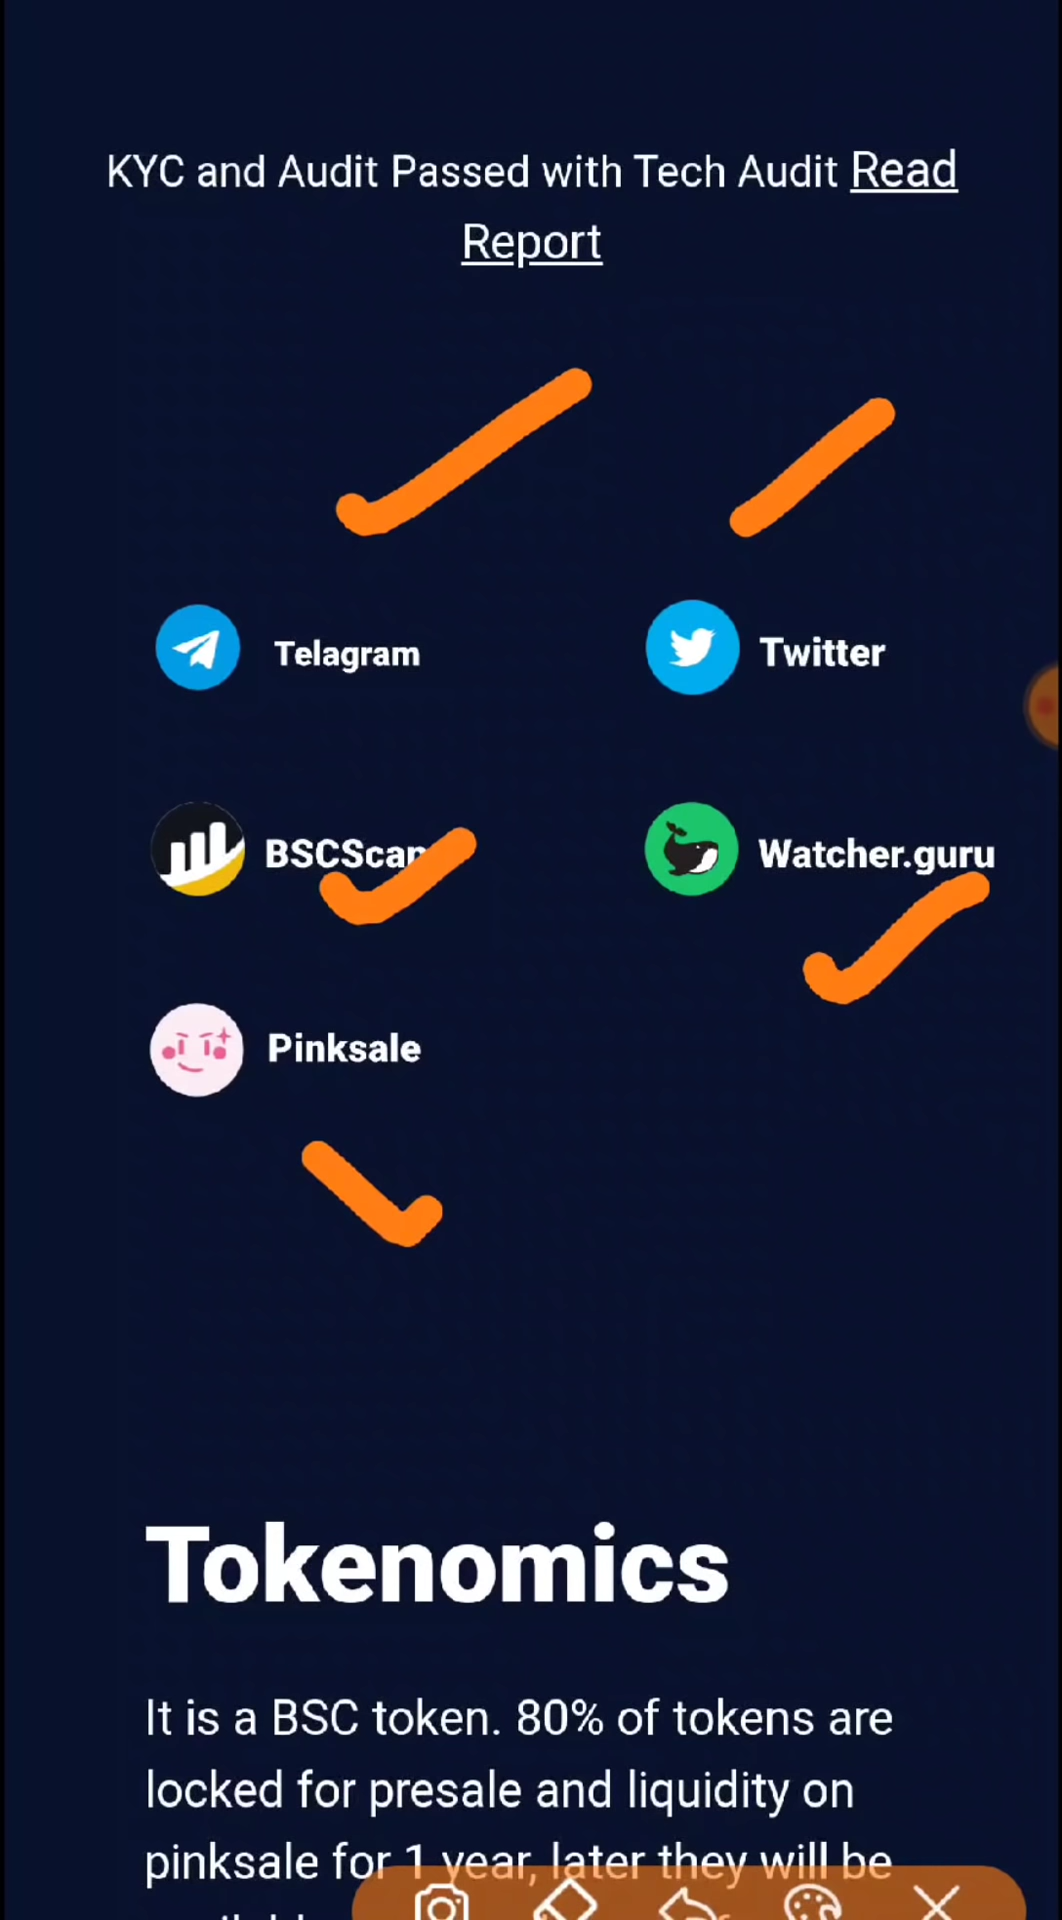 KYC and Audit Passed with Tech Audit Read
Report
Telagram
Twitter
BSCScan
Watcher.guru
Pinksale
Tokenomics
It is a BSC token. 80% of tokens are
locked for presale and liquidity on
pinksale for 1 year, later they will be